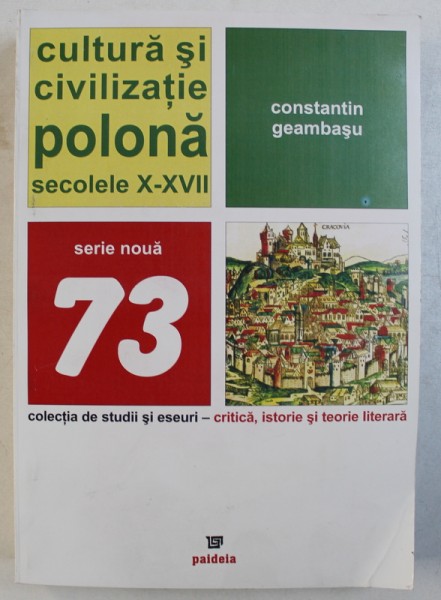 cultură şi
civilizaţie
polonă
secolele X-XVII
constantin
geambaşu
serie nouă
73
CRACOVIA
colecţia de studii şi eseuri – critică, istorie şi teorie literară
paideia